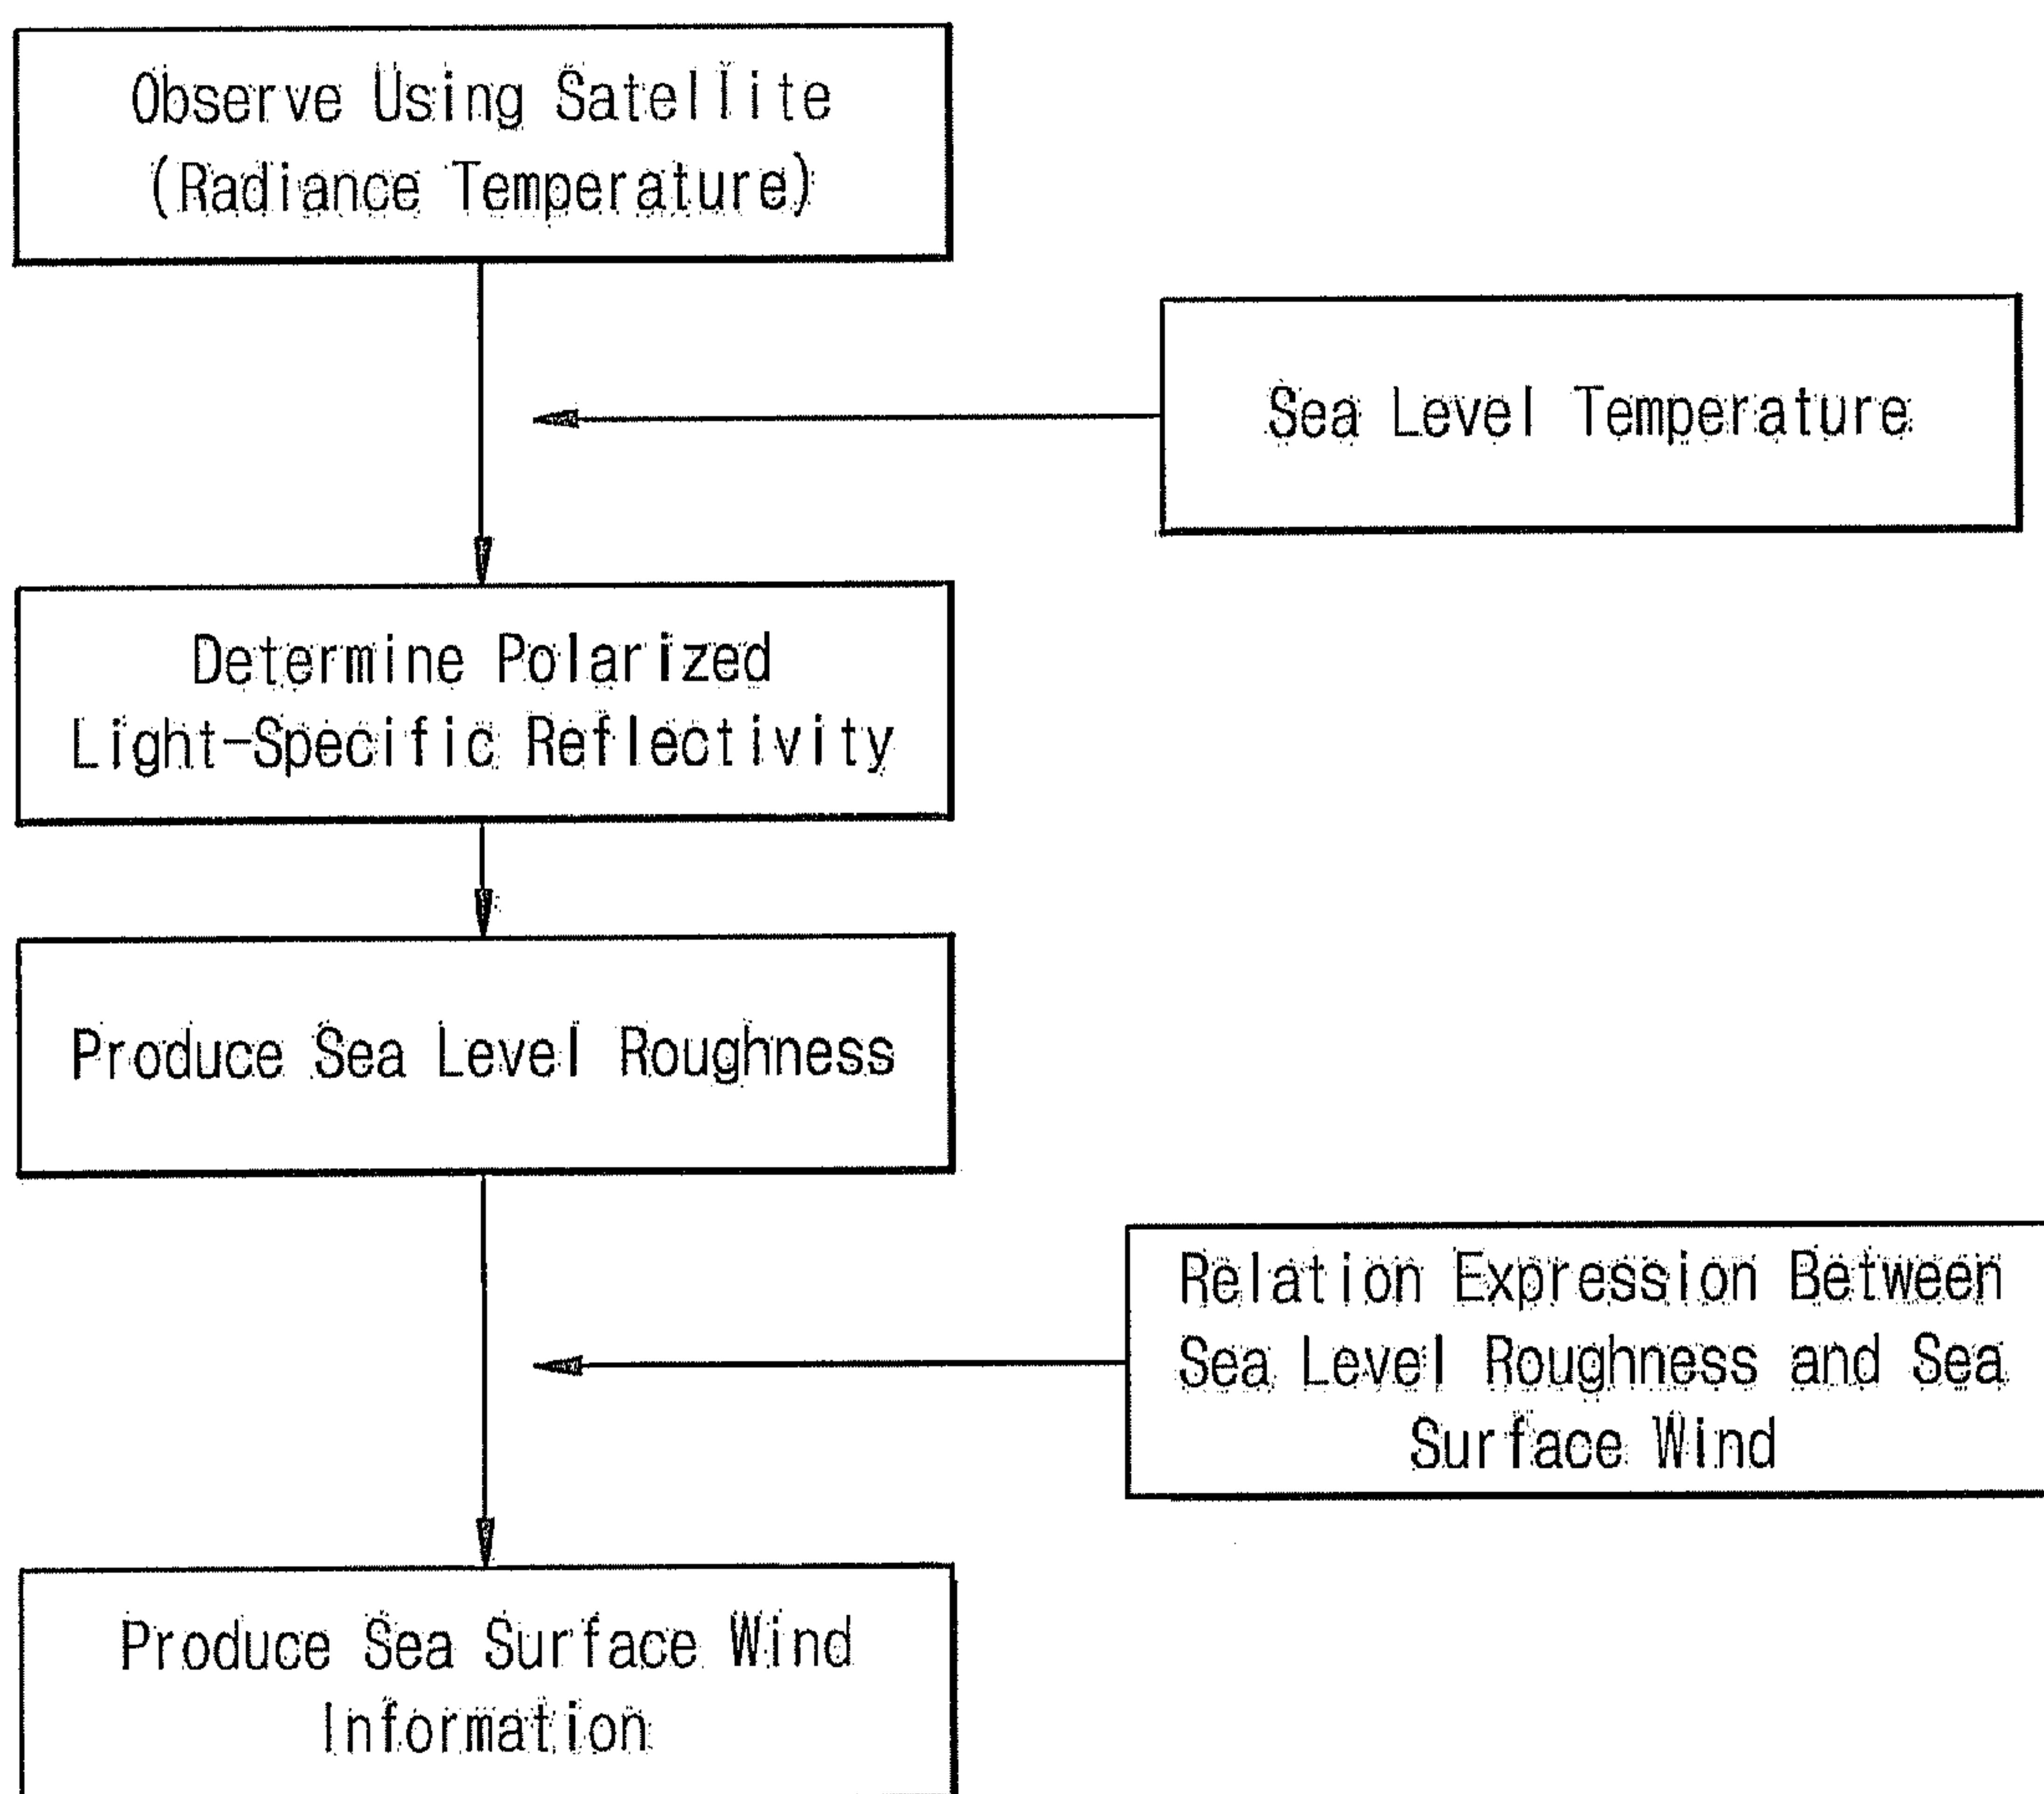 Observe Using Satellite
(Radiance Temperature)
Sea Level Temperature
Determine Polarized
Light-Specific Reflectivity
Produce Sea Level Roughness
Relation Expression Between
Sea Level Roughness and Sea
Surface Wind
Produce Sea Surface Wind
Information